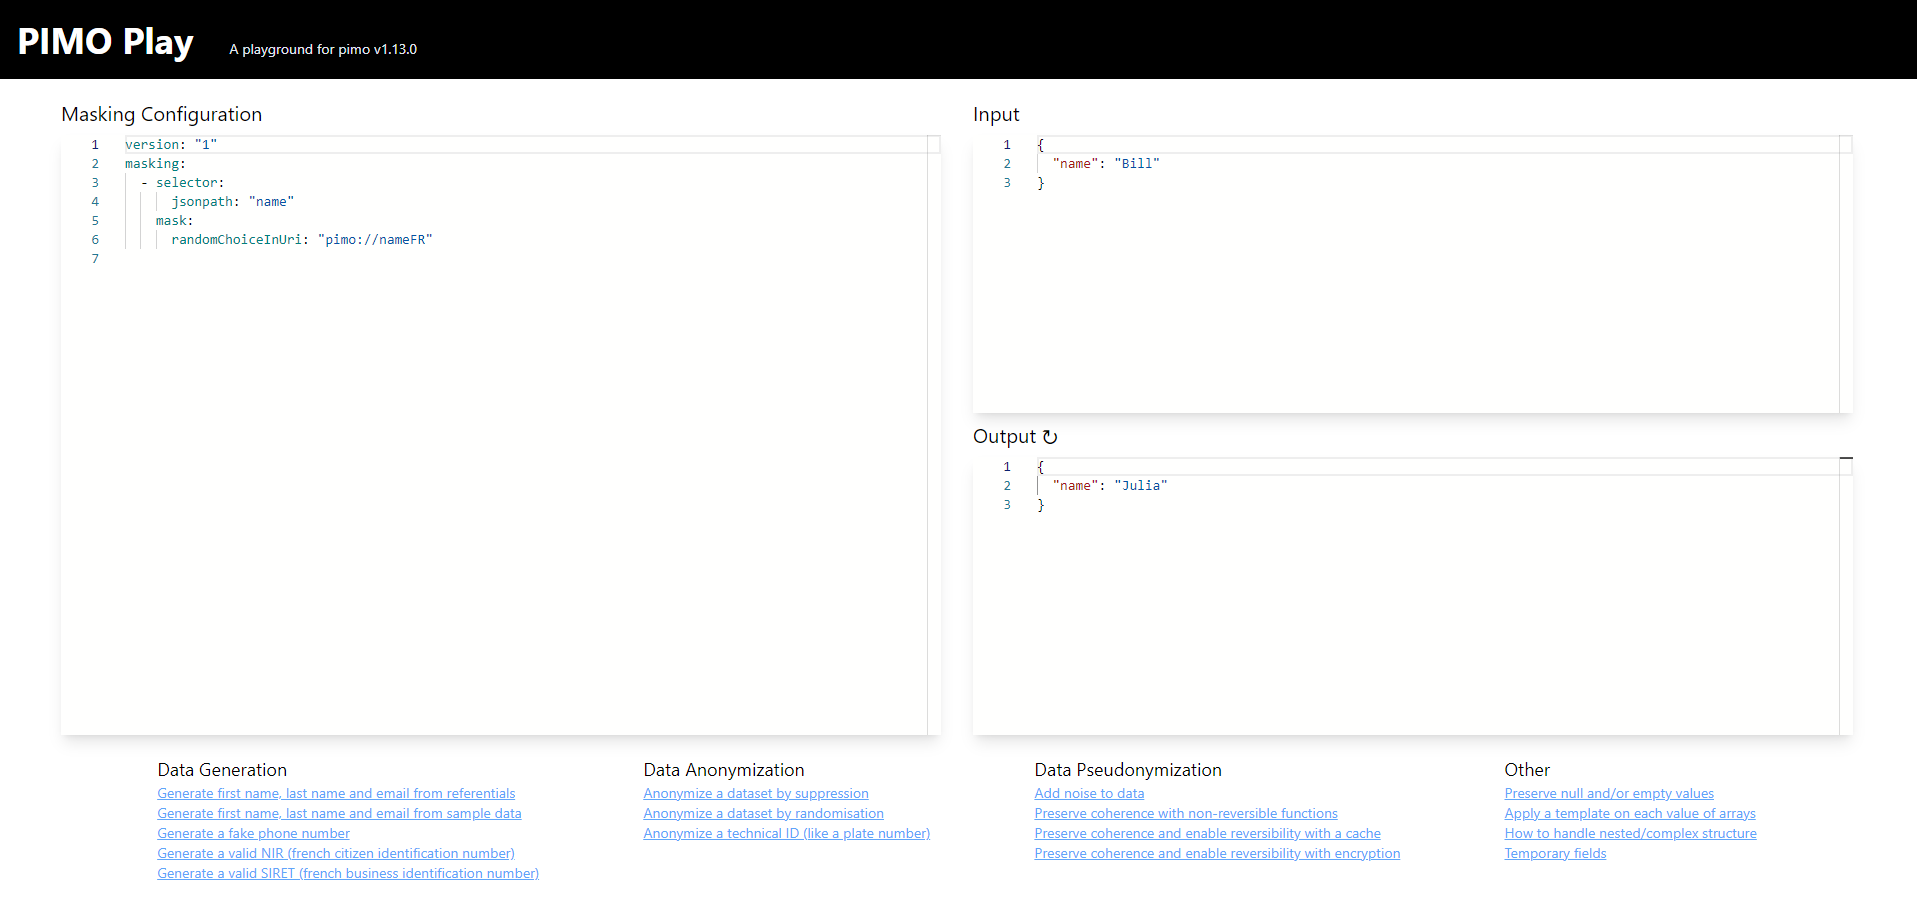 PIMO Play
A playground for pimo v1.13.0
Masking Configuration
1 version: "1"
2 masking:
3 - selector:
4 jsonpath: "name"
5 mask:
6 randomChoiceInUri: "pimo://nameFR"
7
Input
1 {
2 "name": "Bill"
3 }
Output ↻
1 {
2 "name": "Julia"
3 }
Data Generation
Generate first name, last name and email from referentials
Generate first name, last name and email from sample data
Generate a fake phone number
Generate a valid NIR (french citizen identification number)
Generate a valid SIRET (french business identification number)
Data Anonymization
Anonymize a dataset by suppression
Anonymize a dataset by randomisation
Anonymize a technical ID (like a plate number)
Data Pseudonymization
Add noise to data
Preserve coherence with non-reversible functions
Preserve coherence and enable reversibility with a cache
Preserve coherence and enable reversibility with encryption
Other
Preserve null and/or empty values
Apply a template on each value of arrays
How to handle nested/complex structure
Temporary fields